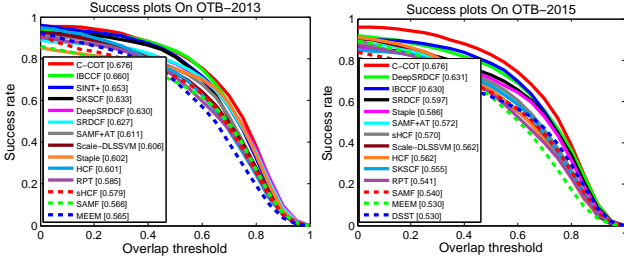 Success plots On OTB−2013
Success rate
1
0.8
0.6
0.4
0.2
0
C−COT [0.676]
IBCCF [0.660]
SINT+ [0.653]
SKSCF [0.633]
DeepSRDCF [0.630]
SRDCF [0.627]
SAMF+AT [0.611]
Scale−DLSSVM [0.606]
Staple [0.602]
HCF [0.601]
RPT [0.585]
sHCF [0.579]
SAMF [0.566]
MEEM [0.565]
0 0.2 0.4 0.6 0.8 1
Overlap threshold
Success plots On OTB−2015
Success rate
1
0.8
0.6
0.4
0.2
0
C−COT [0.676]
DeepSRDCF [0.631]
IBCCF [0.630]
SRDCF [0.597]
Staple [0.586]
SAMF+AT [0.572]
sHCF [0.570]
Scale−DLSSVM [0.562]
HCF [0.562]
SKSCF [0.555]
RPT [0.541]
SAMF [0.540]
MEEM [0.530]
DSST [0.530]
0 0.2 0.4 0.6 0.8 1
Overlap threshold